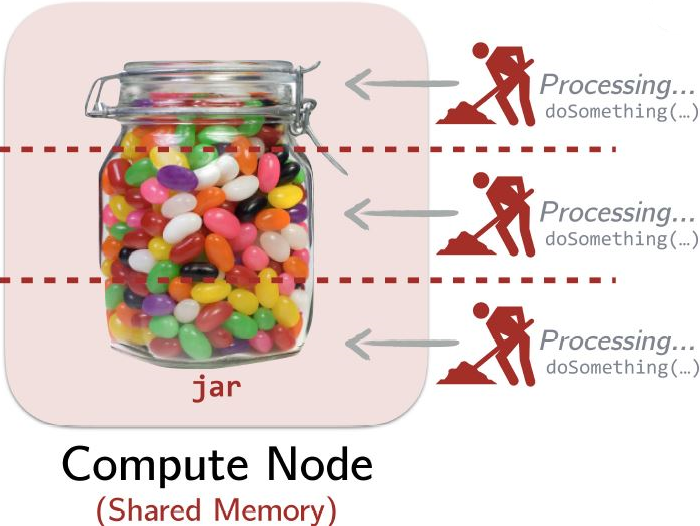 Processing...
doSomething(…)
Processing...
doSomething(…)
Processing...
doSomething(…)
jar
Compute Node
(Shared Memory)